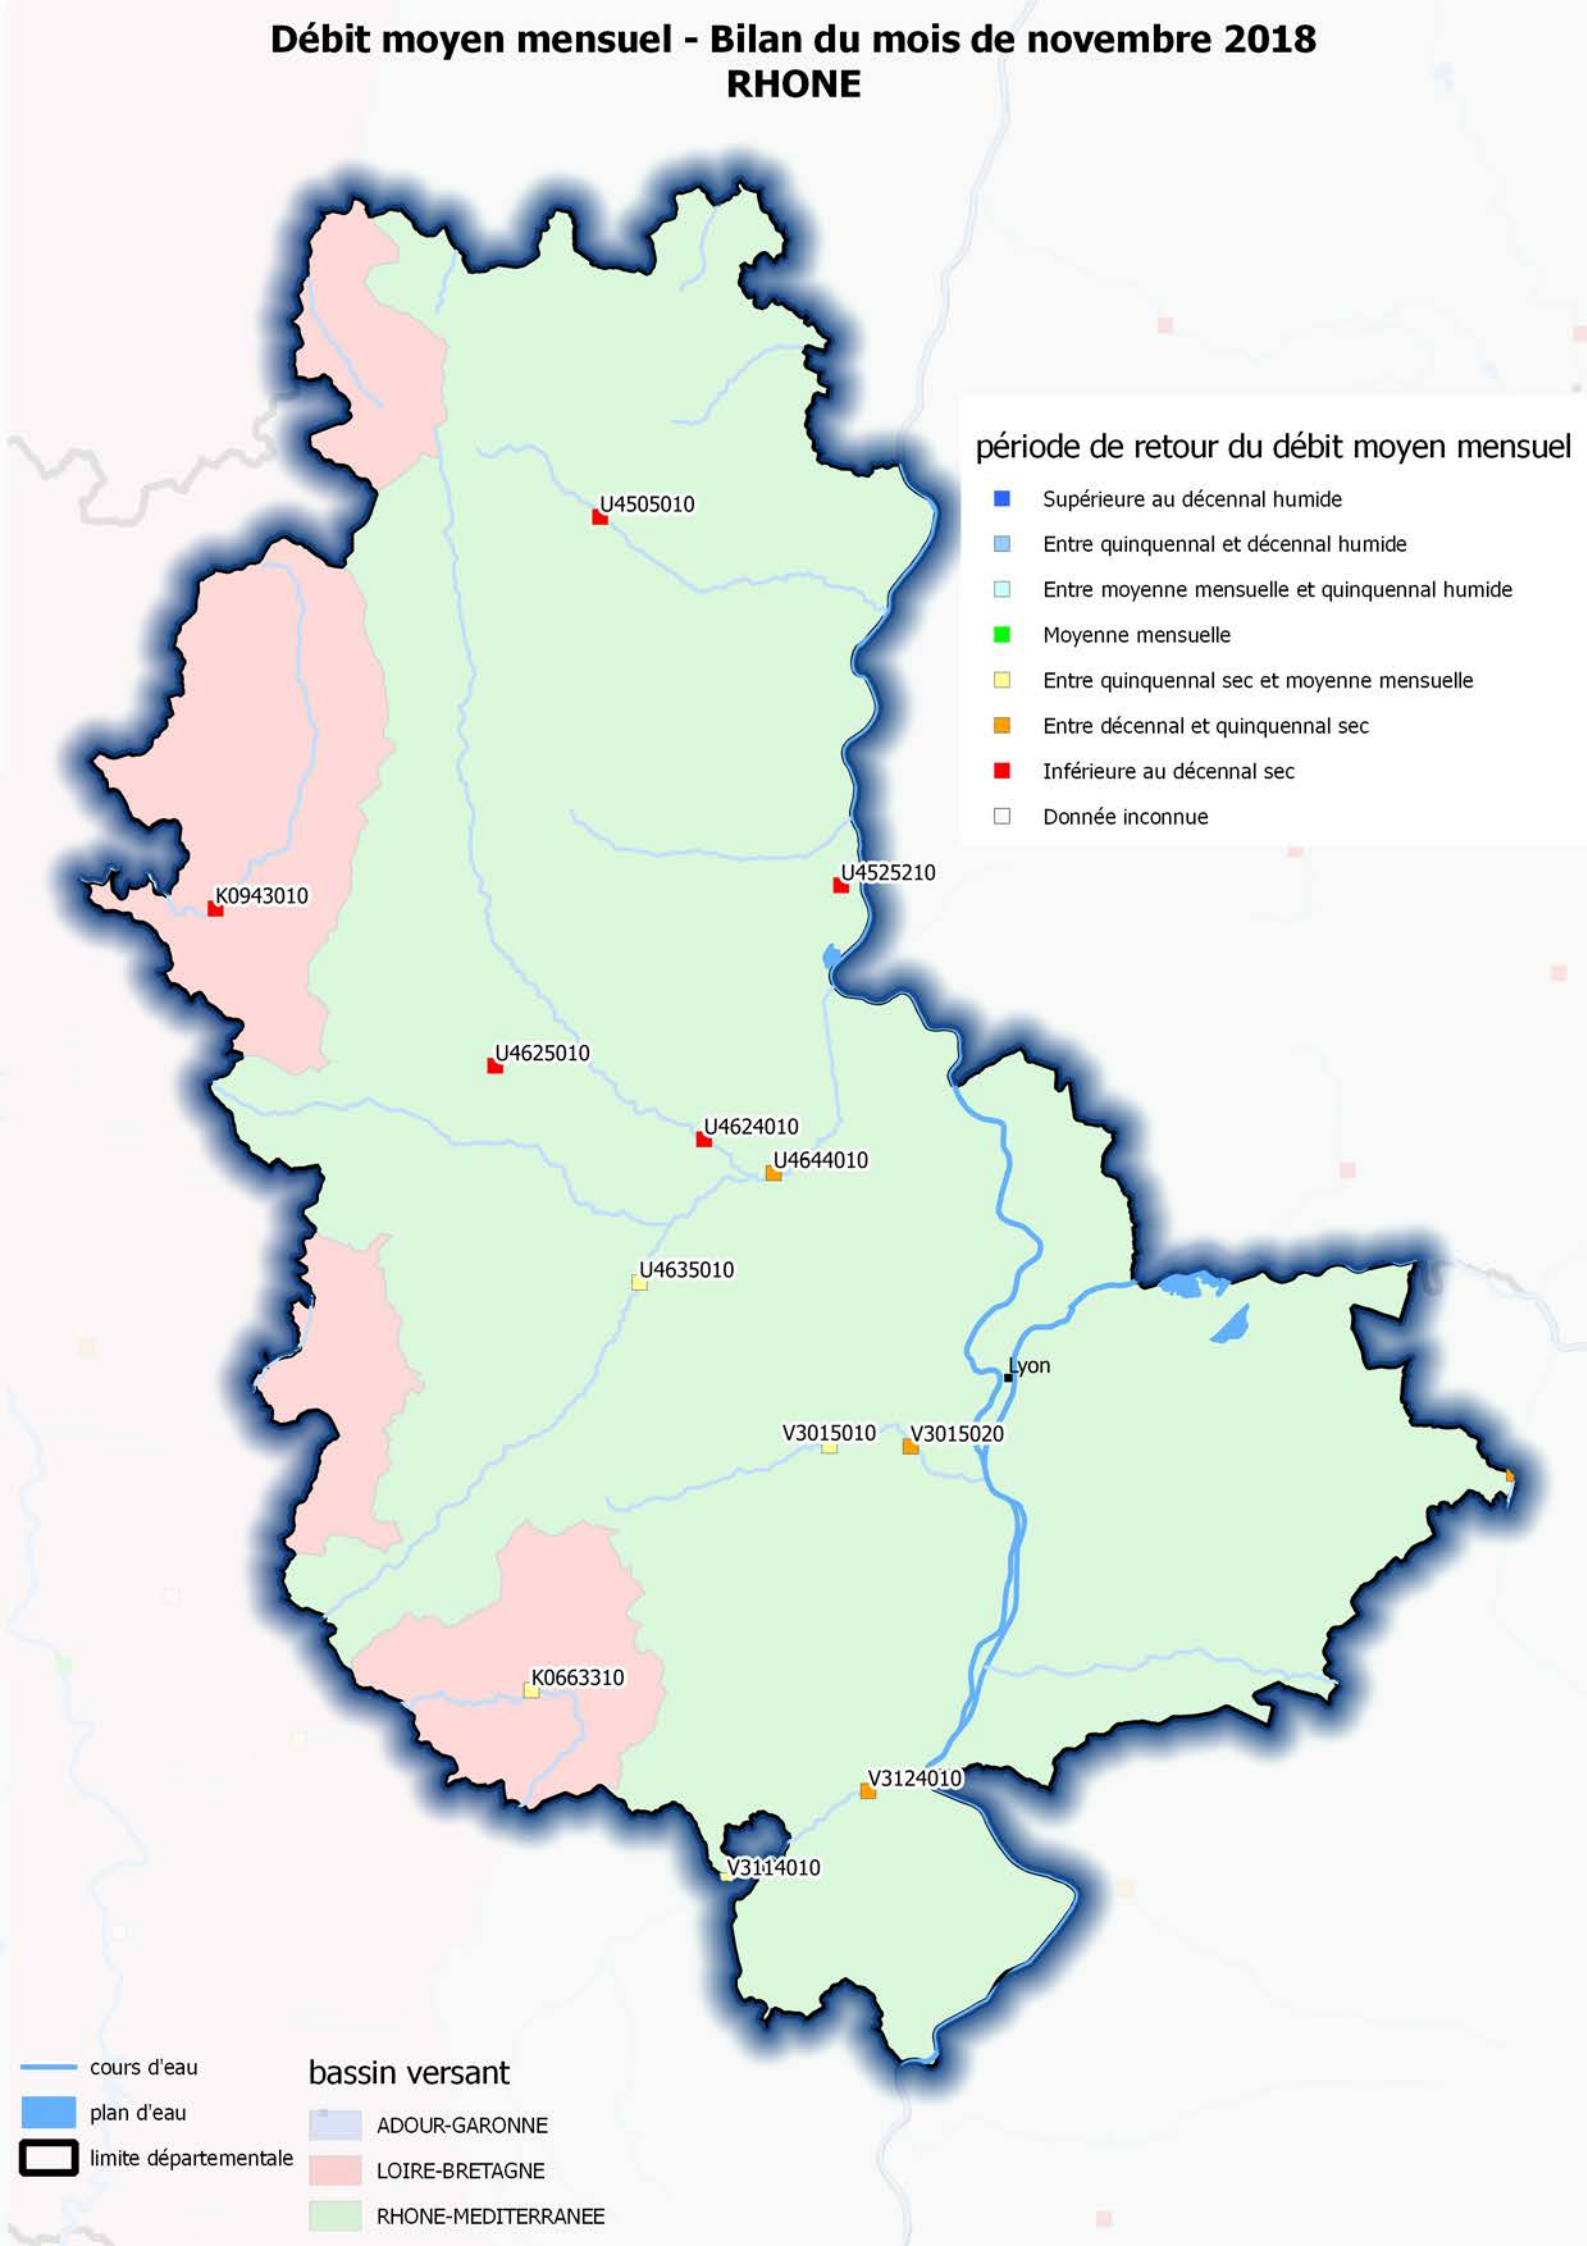 Débit moyen mensuel - Bilan du mois de novembre 2018
RHONE
période de retour du débit moyen mensuel
Supérieure au décennal humide
Entre quinquennal et décennal humide
Entre moyenne mensuelle et quinquennal humide
Moyenne mensuelle
Entre quinquennal sec et moyenne mensuelle
Entre décennal et quinquennal sec
Inférieure au décennal sec
Donnée inconnue
U4505010
U4525210
K0943010
U4625010
U4624010
U4644010
U4635010
Lyon
V3015010
V3015020
K0663310
V3124010
V3114010
cours d'eau
plan d'eau
limite départementale
bassin versant
ADOUR-GARONNE
LOIRE-BRETAGNE
RHONE-MEDITERRANEE